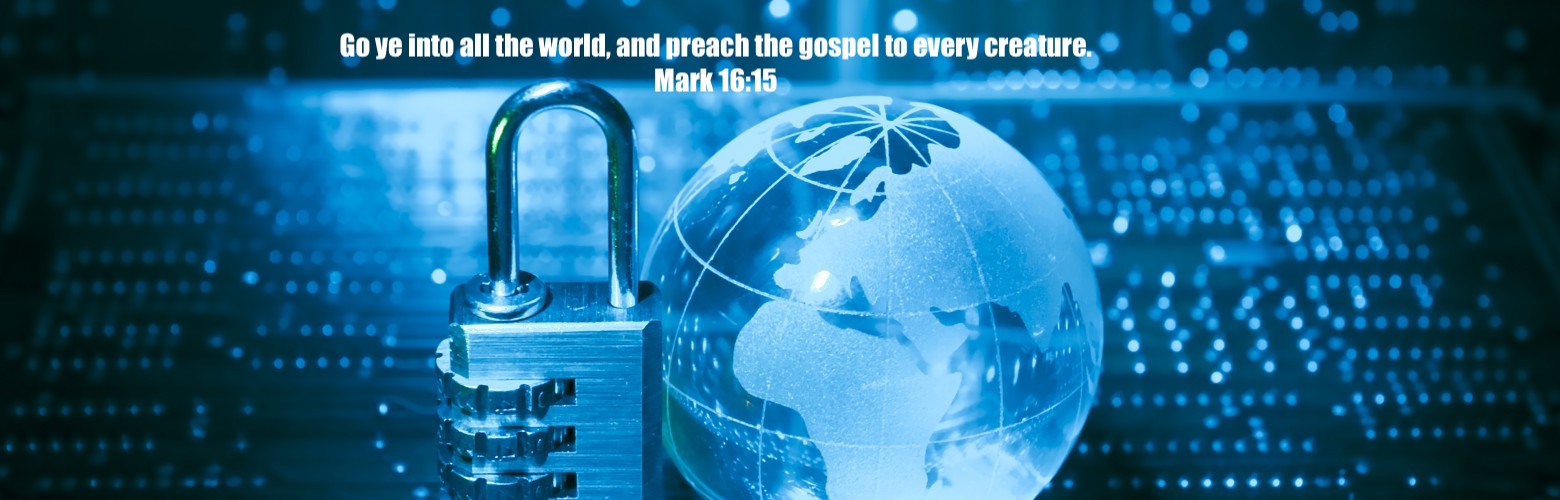 Go ye into all the world, and preach the gospel to every creature.
Mark 16:15